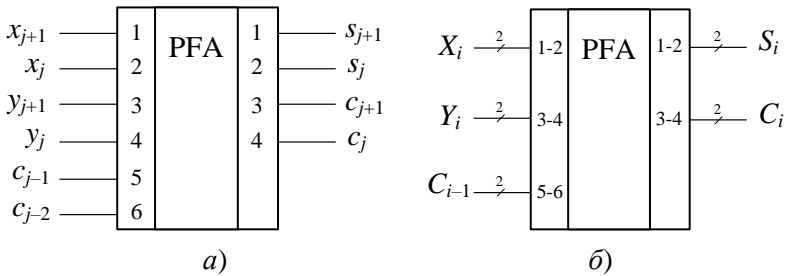 x_{j+1} 1 PFA 1 s_{j+1}
x_j 2 2 s_j
y_{j+1} 3 3 c_{j+1}
y_j 4 4 c_j
c_{j–1} 5
c_{j–2} 6
а)
X_i 2 1-2 PFA 1-2 2 S_i
Y_i 2 3-4 3-4 2 C_i
C_{i–1} 2 5-6
б)